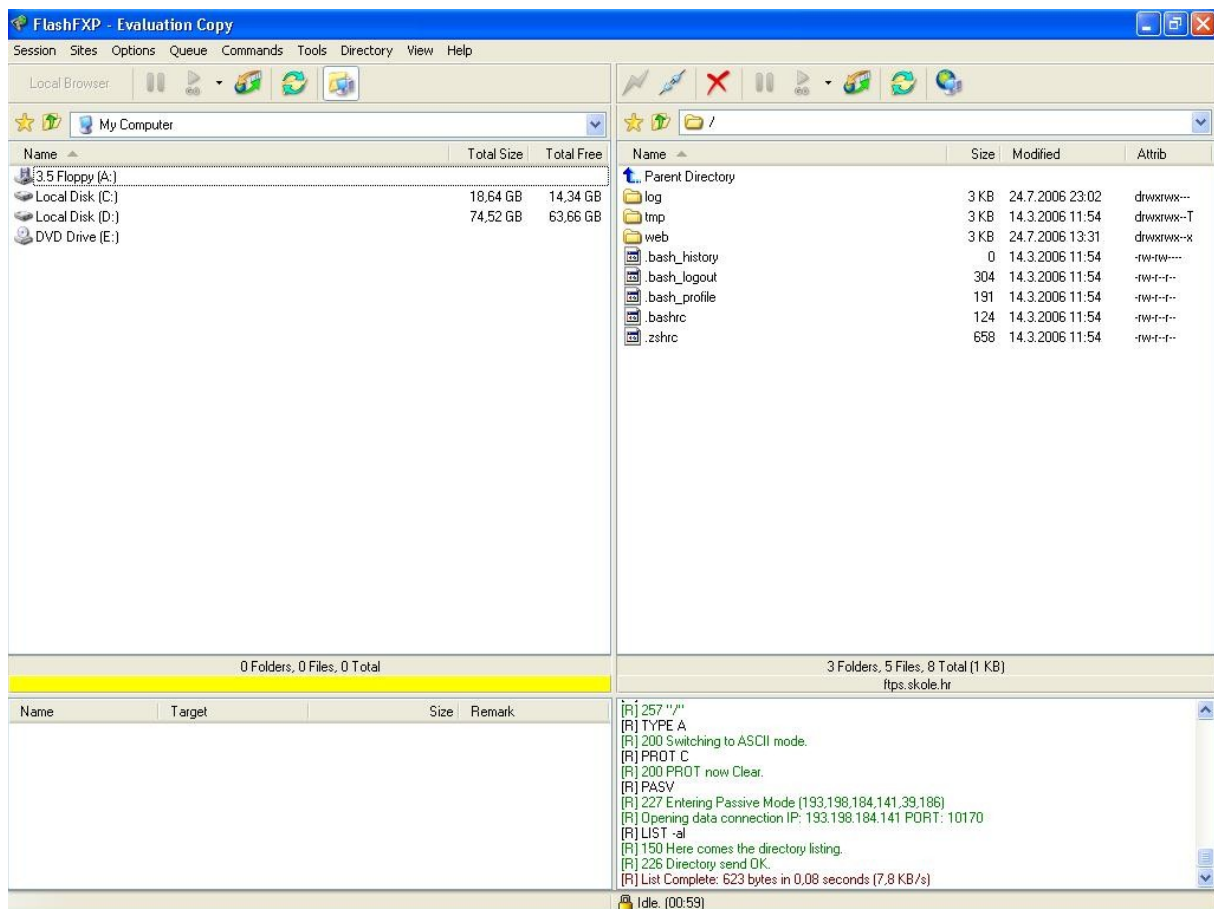 FlashFXP - Evaluation Copy
Session Sites Options Queue Commands Tools Directory View Help
Local Browser
My Computer
Name Total Size Total Free
3.5 Floppy (A:)
Local Disk (C:) 18,64 GB 14,34 GB
Local Disk (D:) 74,52 GB 63,66 GB
DVD Drive (E:)
0 Folders, 0 Files, 0 Total
/
Name Size Modified Attrib
Parent Directory
log 3 KB 24.7.2006 23:02 drwxrwx---
tmp 3 KB 14.3.2006 11:54 drwxrwx--T
web 3 KB 24.7.2006 13:31 drwxrwx--x
.bash_history 0 14.3.2006 11:54 -rw-rw----
.bash_logout 304 14.3.2006 11:54 -rw-r--r--
.bash_profile 191 14.3.2006 11:54 -rw-r--r--
.bashrc 124 14.3.2006 11:54 -rw-r--r--
.zshrc 658 14.3.2006 11:54 -rw-r--r--
3 Folders, 5 Files, 8 Total (1 KB)
ftps.skole.hr
Name Target Size Remark
[R] 257 "/"
[R] TYPE A
[R] 200 Switching to ASCII mode.
[R] PROT C
[R] 200 PROT now Clear.
[R] PASV
[R] 227 Entering Passive Mode (193,198,184,141,39,186)
[R] Opening data connection IP: 193.198.184.141 PORT: 10170
[R] LIST -al
[R] 150 Here comes the directory listing.
[R] 226 Directory send OK.
[R] List Complete: 623 bytes in 0,08 seconds (7,8 KB/s)
Idle. (00:59)